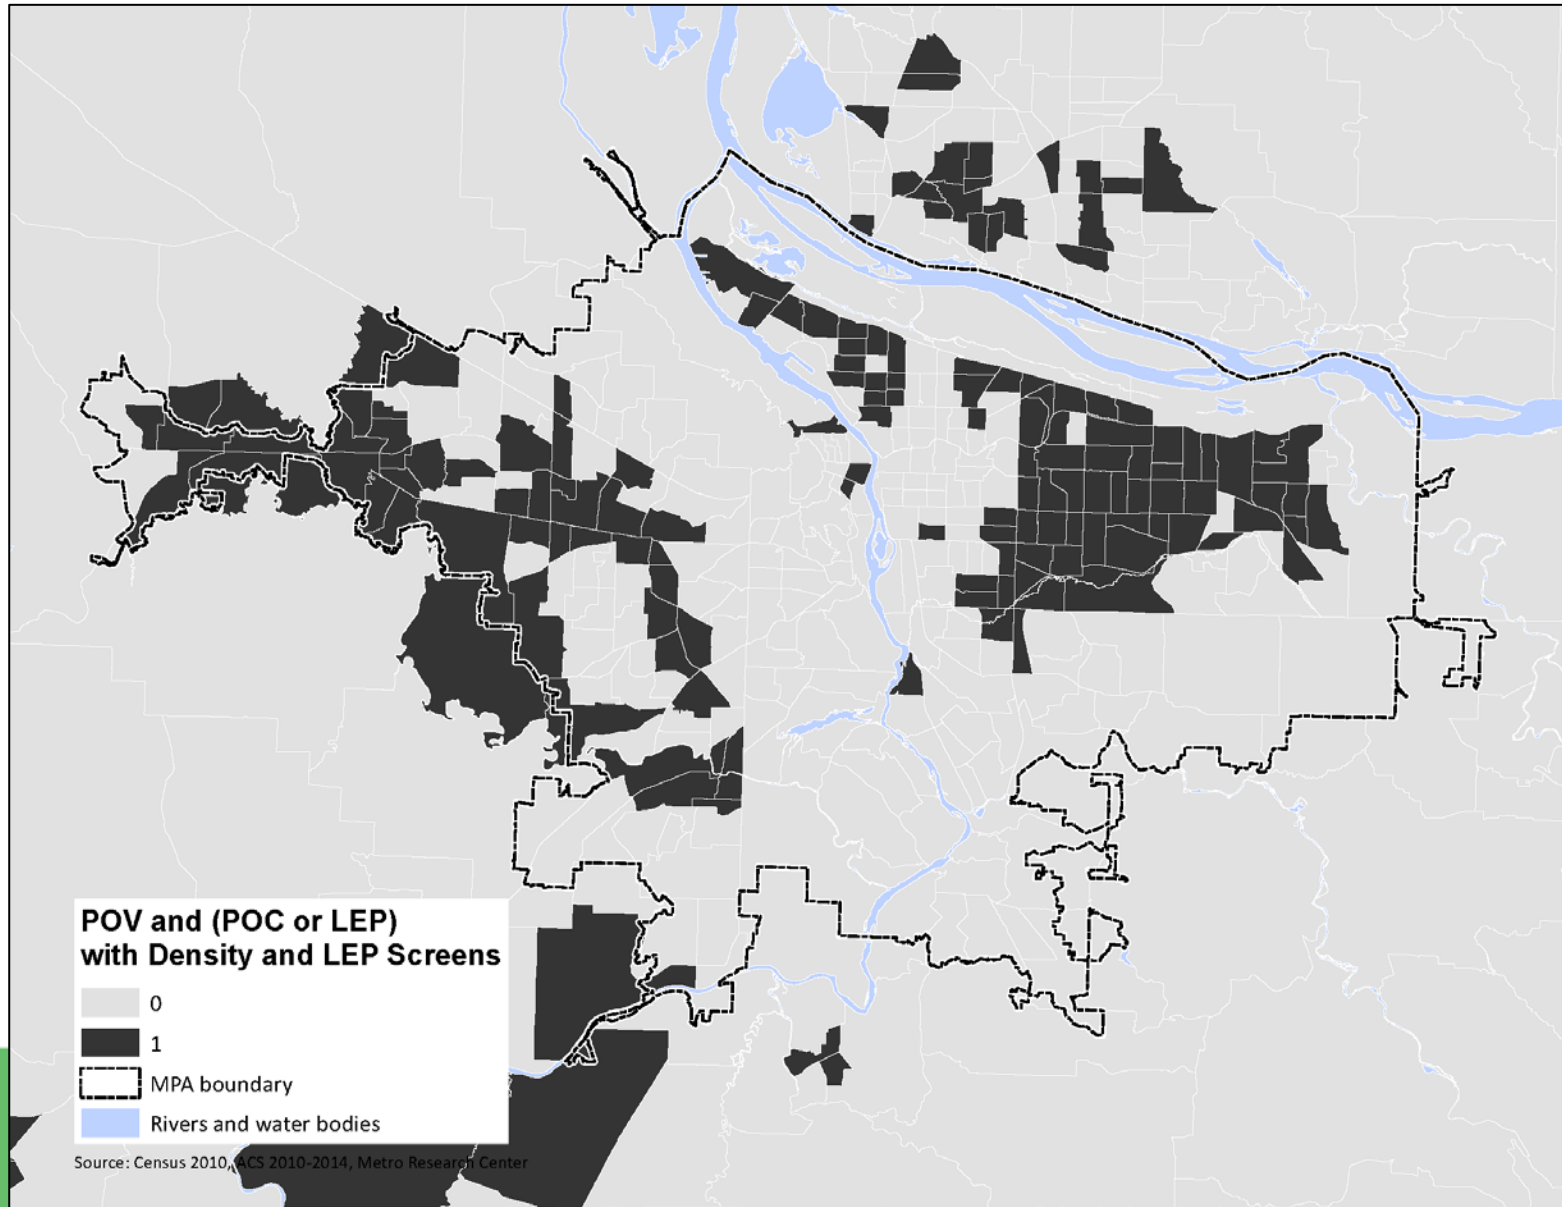 POV and (POC or LEP)
with Density and LEP Screens
0
1
MPA boundary
Rivers and water bodies
Source: Census 2010, ACS 2010-2014, Metro Research Center